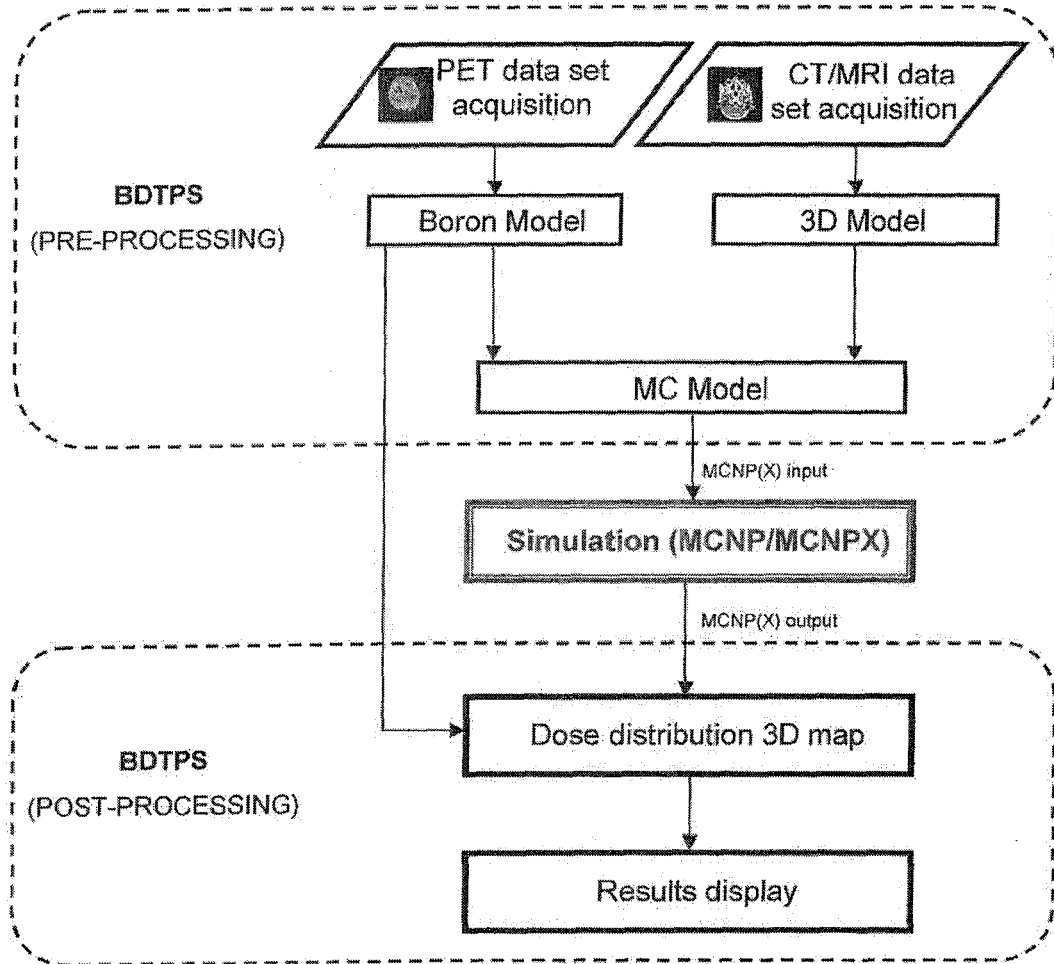 PET data set
acquisition
CT/MRI data
set acquisition
BDTPS
(PRE-PROCESSING)
Boron Model
3D Model
MC Model
MCNP(X) input
Simulation (MCNP/MCNPX)
MCNP(X) output
BDTPS
(POST-PROCESSING)
Dose distribution 3D map
Results display